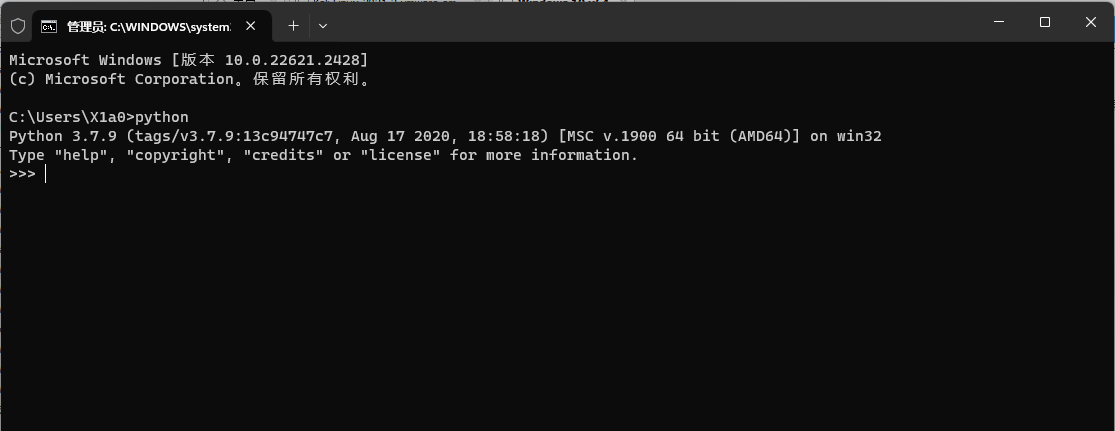 管理员: C:\WINDOWS\system
Microsoft Windows [版本 10.0.22621.2428]
(c) Microsoft Corporation。保留所有权利。
C:\Users\X1a0>python
Python 3.7.9 (tags/v3.7.9:13c94747c7, Aug 17 2020, 18:58:18) [MSC v.1900 64 bit (AMD64)] on win32
Type "help", "copyright", "credits" or "license" for more information.
>>>